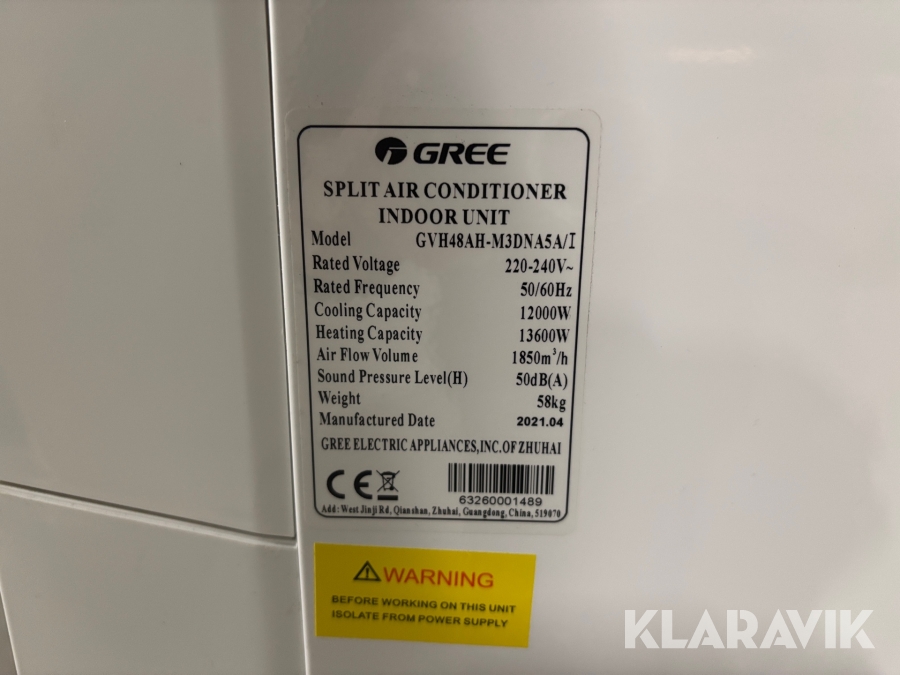 GREE
SPLIT AIR CONDITIONER
INDOOR UNIT
Model GVH48AH-M3DNA5A/I
Rated Voltage 220-240V~
Rated Frequency 50/60Hz
Cooling Capacity 12000W
Heating Capacity 13600W
Air Flow Volume 1850m³/h
Sound Pressure Level(H) 50dB(A)
Weight 58kg
Manufactured Date 2021.04
GREE ELECTRIC APPLIANCES,INC.OF ZHUHAI
CE
63260001489
Add: West Jinji Rd, Qianshan, Zhuhai, Guangdong, China, 519070
WARNING
BEFORE WORKING ON THIS UNIT
ISOLATE FROM POWER SUPPLY
KLARAVIK